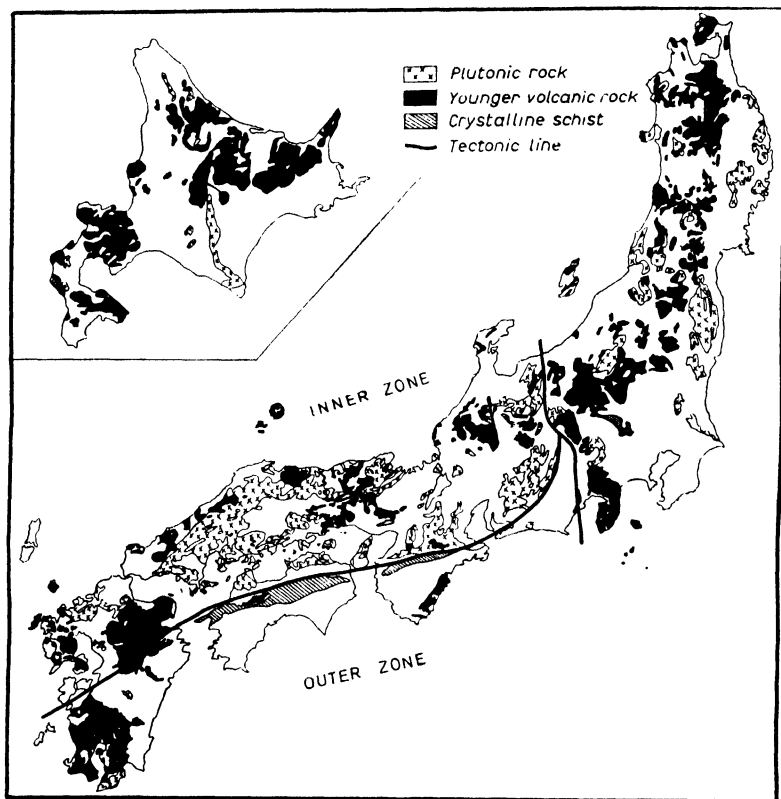 Plutonic rock
Younger volcanic rock
Crystalline schist
Tectonic line
INNER ZONE
OUTER ZONE